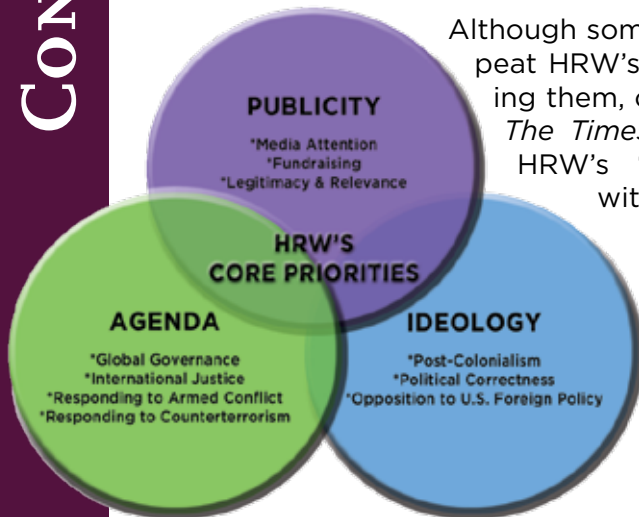 CON
Although som
peat HRW's
ing them,
The Times
HRW's
wit
PUBLICITY
*Media Attention
*Fundraising
*Legitimacy & Relevance
HRW'S
CORE PRIORITIES
AGENDA
*Global Governance
*International Justice
*Responding to Armed Conflict
*Responding to Counterterrorism
IDEOLOGY
*Post-Colonialism
*Political Correctness
*Opposition to U.S. Foreign Policy